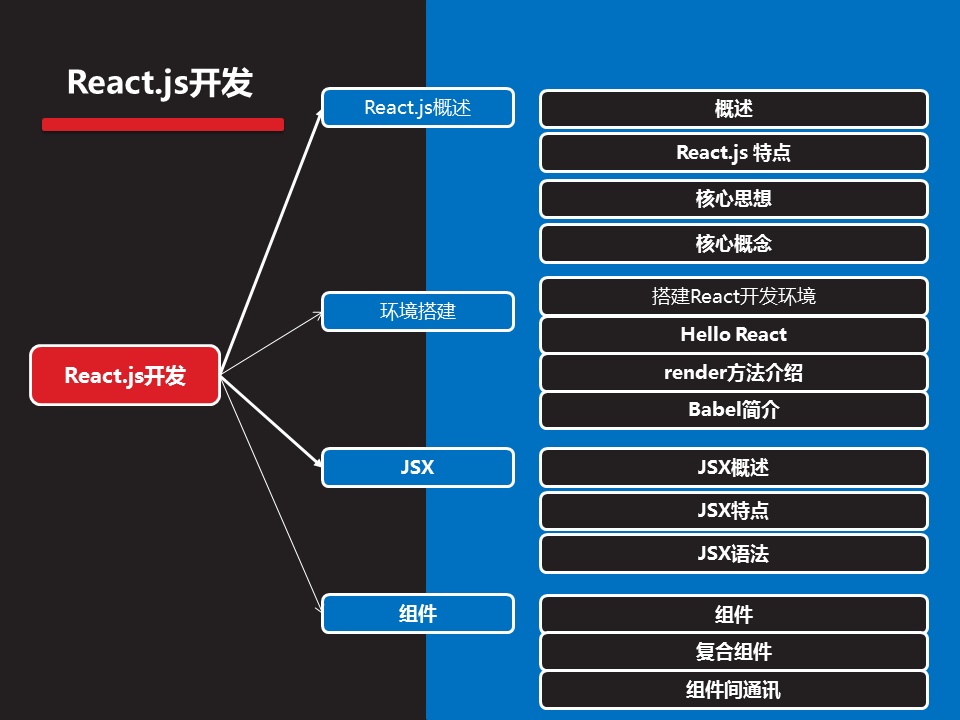 React.js开发
React.js概述
概述
React.js 特点
核心思想
核心概念
环境搭建
搭建React开发环境
Hello React
render方法介绍
Babel简介
React.js开发
JSX
JSX概述
JSX特点
JSX语法
组件
组件
复合组件
组件间通讯